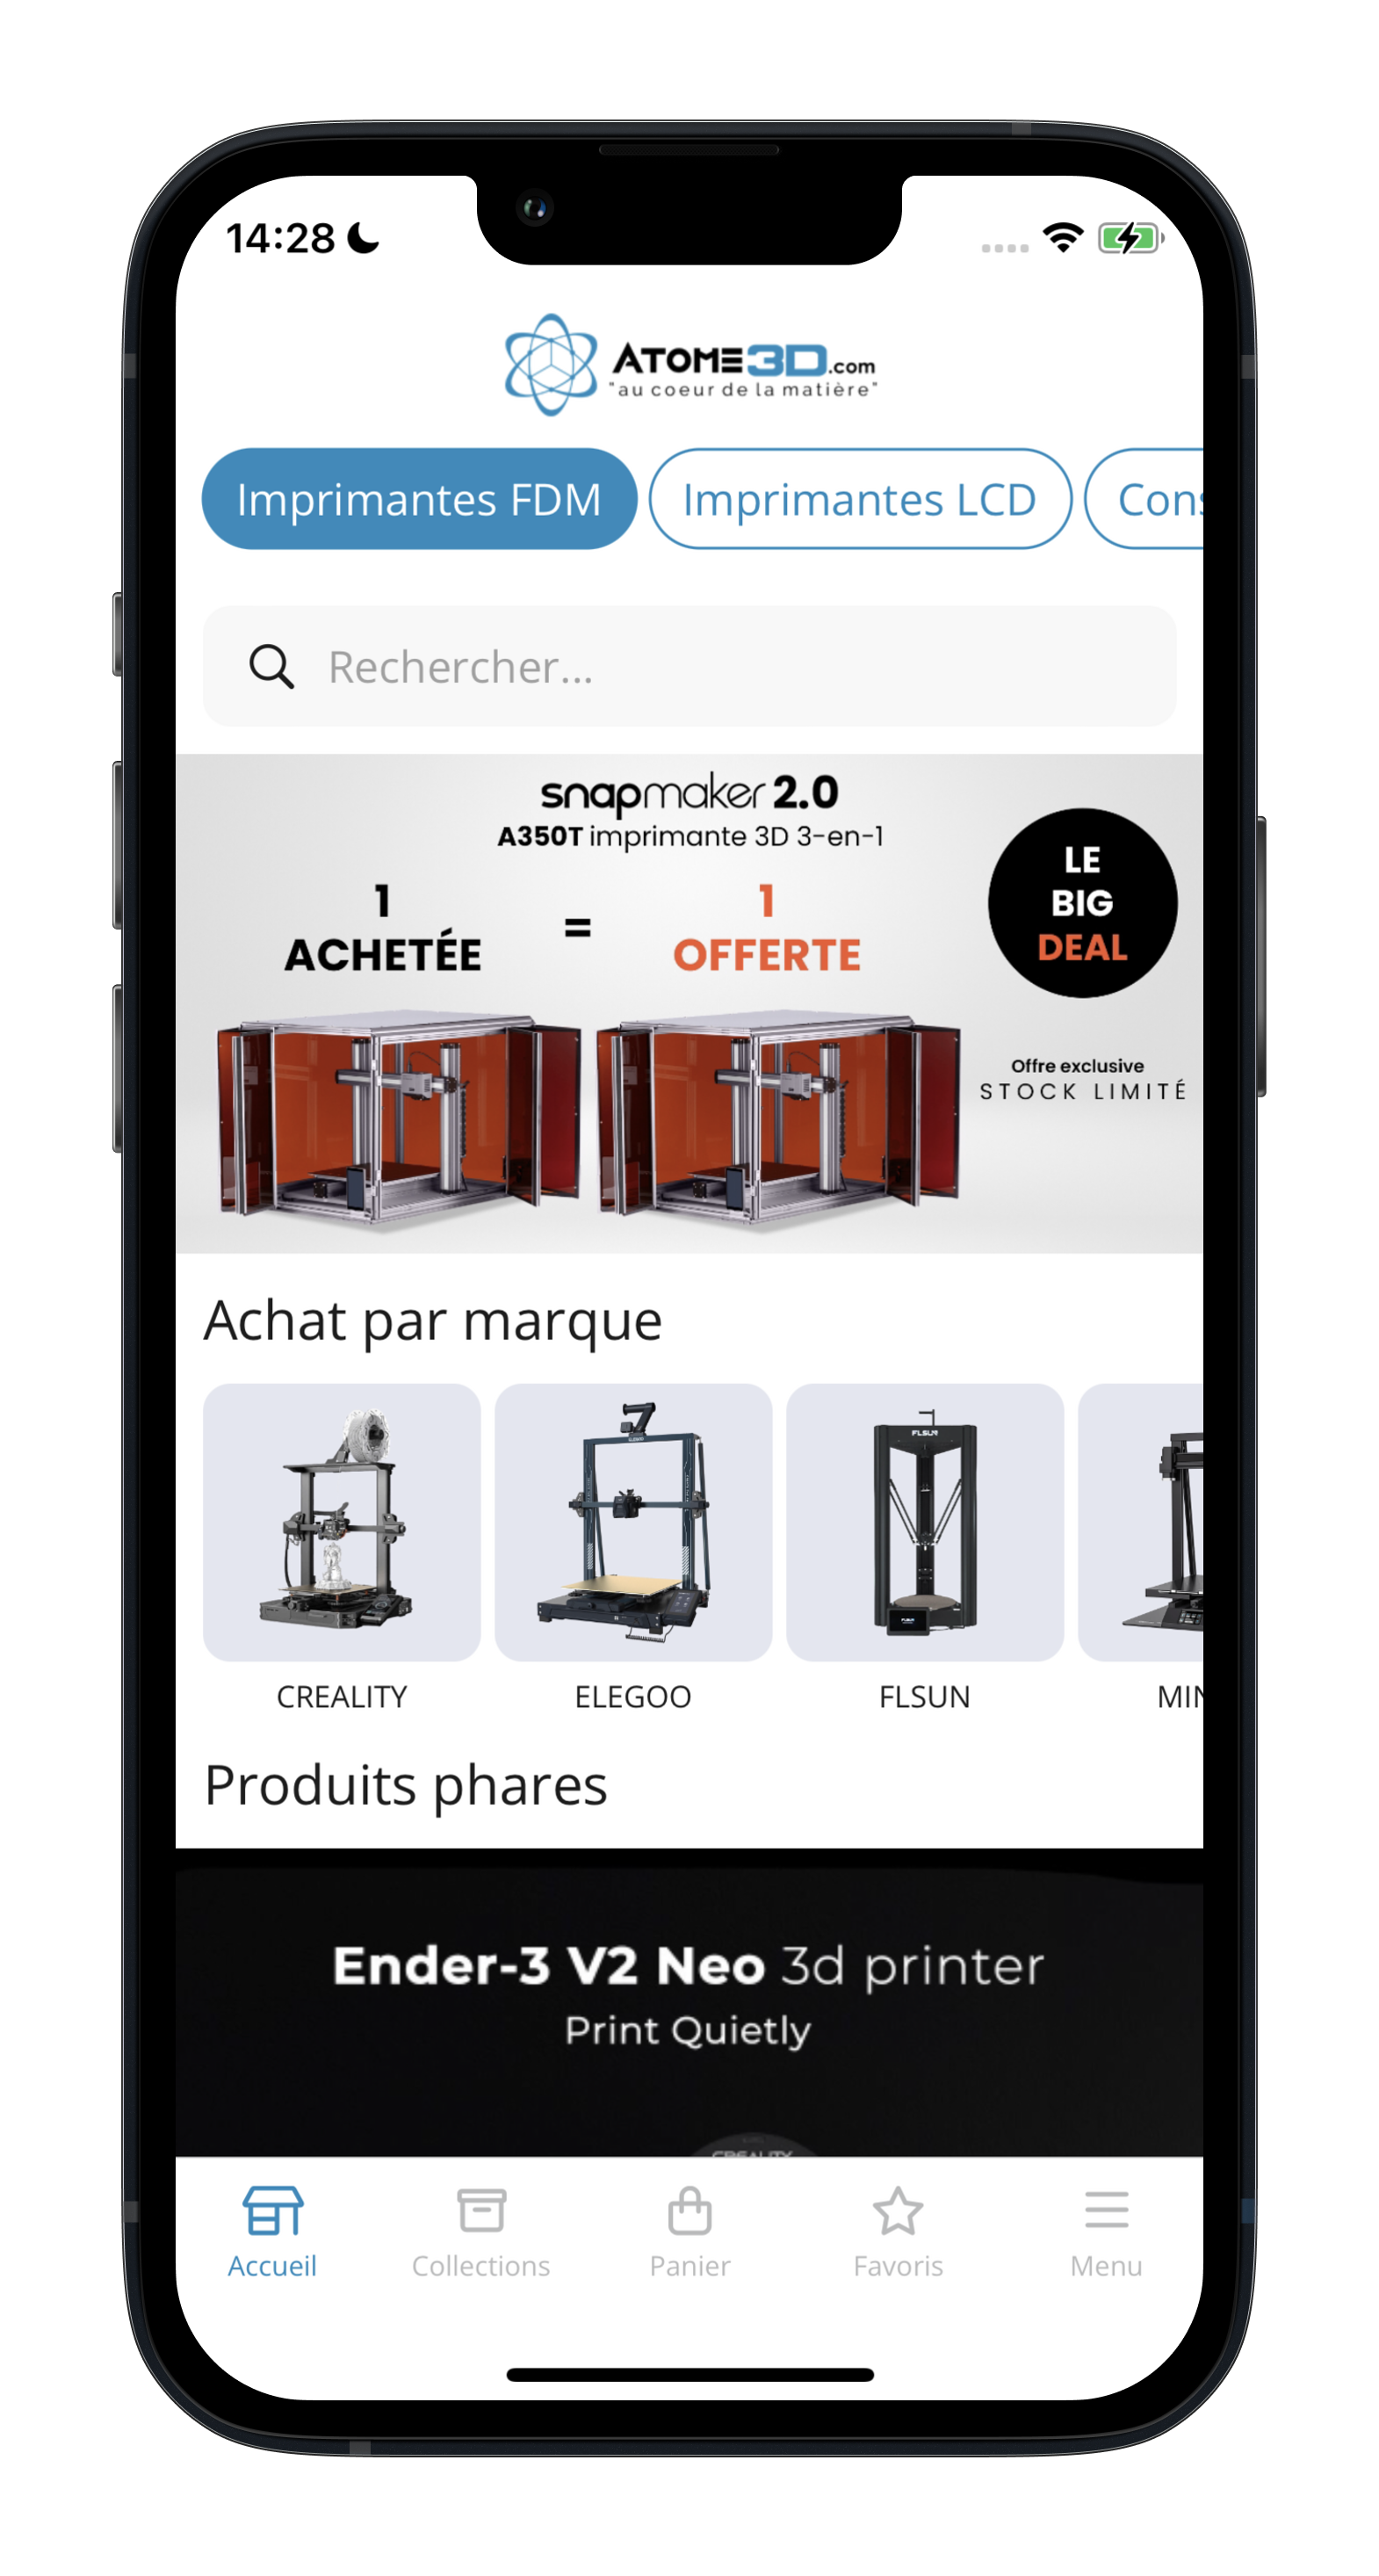 14:28
ATOME3D.com
"au coeur de la matière"
Imprimantes FDM
Imprimantes LCD
Rechercher...
snapmaker 2.0
A350T imprimante 3D 3-en-1
1
ACHETÉE
=
1
OFFERTE
LE
BIG
DEAL
Offre exclusive
STOCK LIMITÉ
Achat par marque
FLSUN
CREALITY
ELEGOO
FLSUN
Produits phares
Ender-3 V2 Neo 3d printer
Print Quietly
CREALITY
Accueil
Collections
Panier
Favoris
Menu